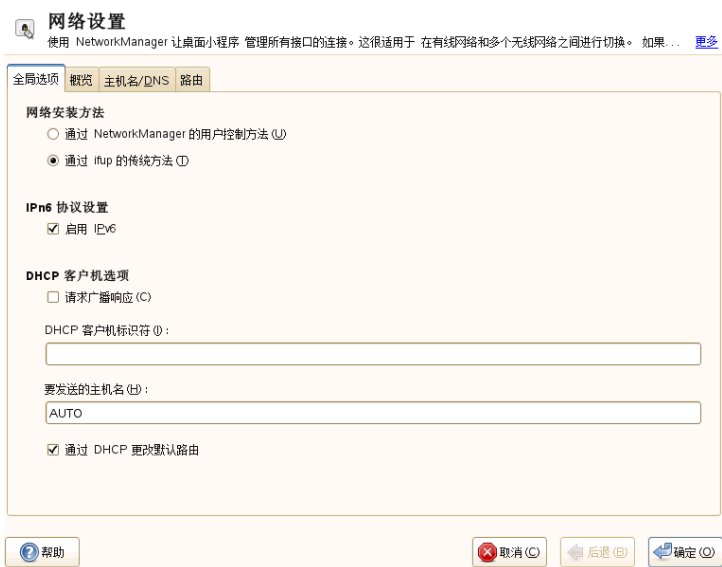 网络设置
使用 NetworkManager 让桌面小程序 管理所有接口的连接。这很适用于 在有线网络和多个无线网络之间进行切换。 如果... 更多
全局选项 概览 主机名/DNS 路由
网络安装方法
通过 NetworkManager 的用户控制方法(U)
通过 ifup 的传统方法(T)
IPn6 协议设置
启用 IPv6
DHCP 客户机选项
请求广播响应(C)
DHCP 客户机标识符(I):
要发送的主机名(H):
AUTO
通过 DHCP 更改默认路由
帮助 取消(C) 后退(B) 确定(O)